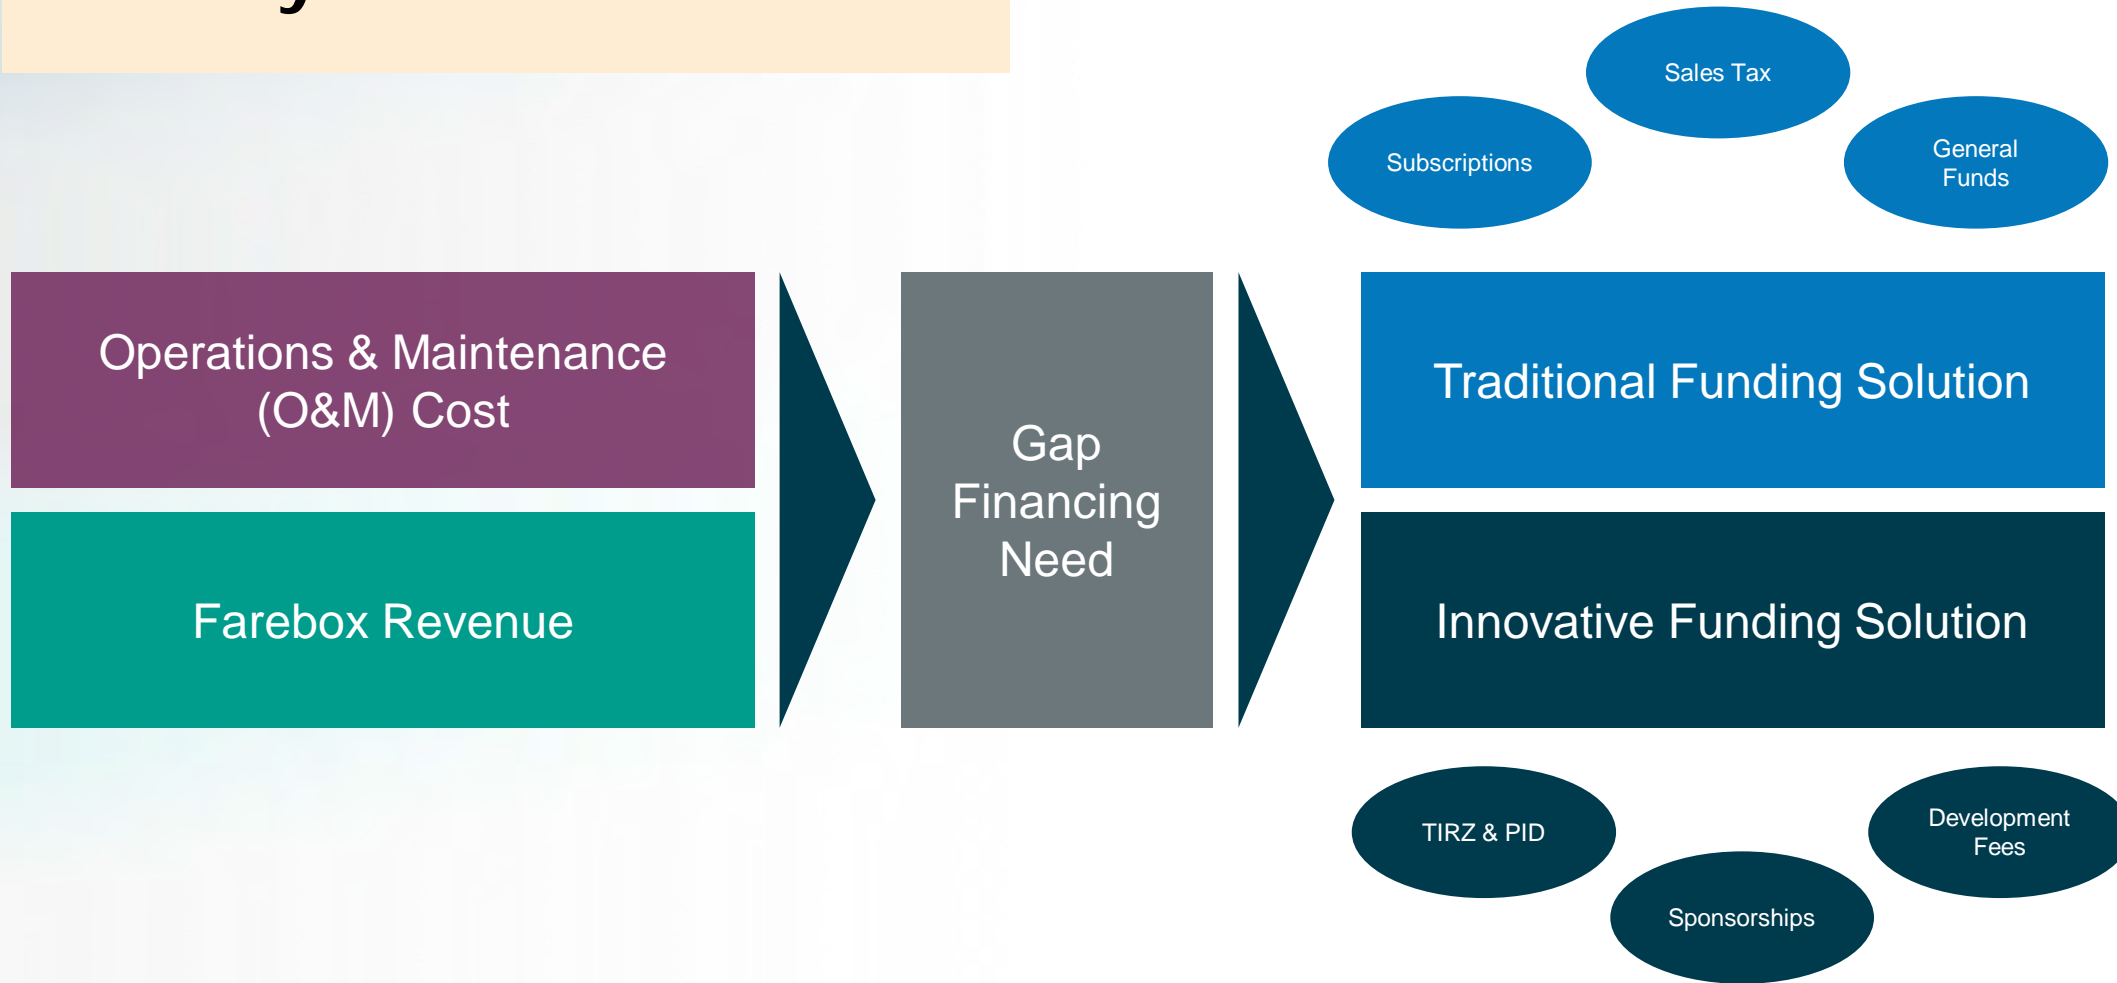 Sales Tax
Subscriptions
General
Funds
Operations & Maintenance
(O&M) Cost
Farebox Revenue
Gap
Financing
Need
Traditional Funding Solution
Innovative Funding Solution
TIRZ & PID
Development
Fees
Sponsorships